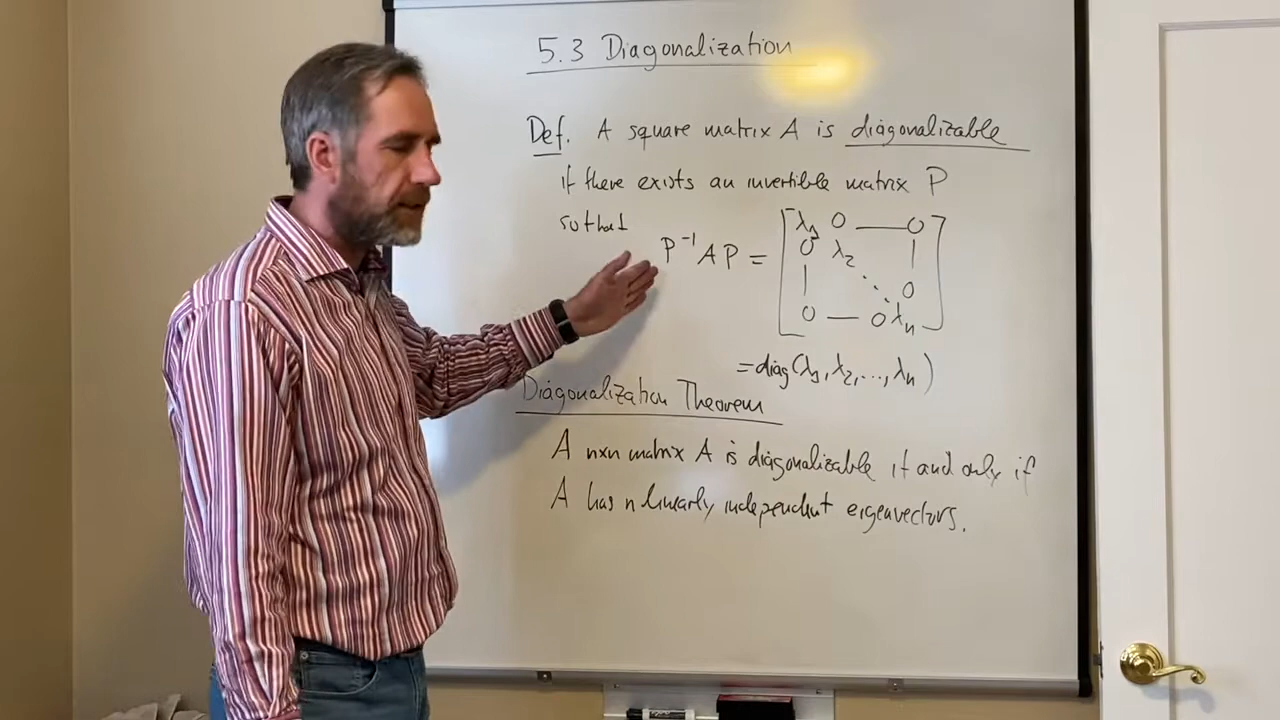 5.3 Diagonalization
Def. A square matrix A is diagonalizable
if there exists an invertible matrix P
so that
P⁻¹AP = [λ₁ 0 — 0
0 λ₂ |
| ⋱ 0
0 — 0 λₙ]
= diag(λ₁, λ₂, ..., λₙ)
Diagonalization Theorem
A n×n matrix A is diagonalizable if and only if
A has n linearly independent eigenvectors.